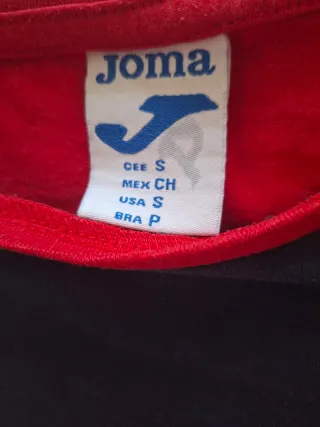 Joma
CEE S
MEX CH
USA S
BRA P